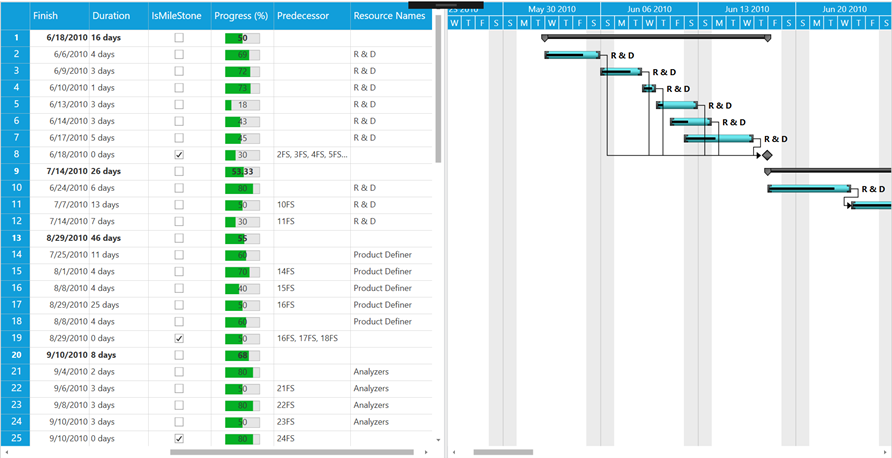 Finish Duration IsMileStone Progress (%) Predecessor Resource Names
2010 May 30 2010 Jun 06 2010 Jun 13 2010 Jun 20 2010
W T F S S M T W T F S S M T W T F S S M T W T F S S M T W T F S
1 6/18/2010 16 days 50
2 6/6/2010 4 days 69 R & D R & D
3 6/9/2010 3 days 72 R & D R & D
4 6/10/2010 1 days 73 R & D R & D
5 6/13/2010 3 days 18 R & D R & D
6 6/14/2010 3 days 43 R & D R & D
7 6/17/2010 5 days 45 R & D R & D
8 6/18/2010 0 days 30 2FS, 3FS, 4FS, 5FS...
9 7/14/2010 26 days 53.33
10 6/24/2010 6 days 80 R & D R & D
11 7/7/2010 13 days 50 10FS R & D
12 7/14/2010 7 days 30 11FS R & D
13 8/29/2010 46 days 55
14 7/25/2010 11 days 60 Product Definer
15 8/1/2010 4 days 70 14FS Product Definer
16 8/8/2010 4 days 40 15FS Product Definer
17 8/29/2010 25 days 50 16FS Product Definer
18 8/8/2010 4 days 60 Product Definer
19 8/29/2010 0 days 50 16FS, 17FS, 18FS
20 9/10/2010 8 days 68
21 9/4/2010 2 days 80 Analyzers
22 9/6/2010 3 days 50 21FS Analyzers
23 9/8/2010 3 days 80 22FS Analyzers
24 9/10/2010 3 days 50 23FS Analyzers
25 9/10/2010 0 days 80 24FS